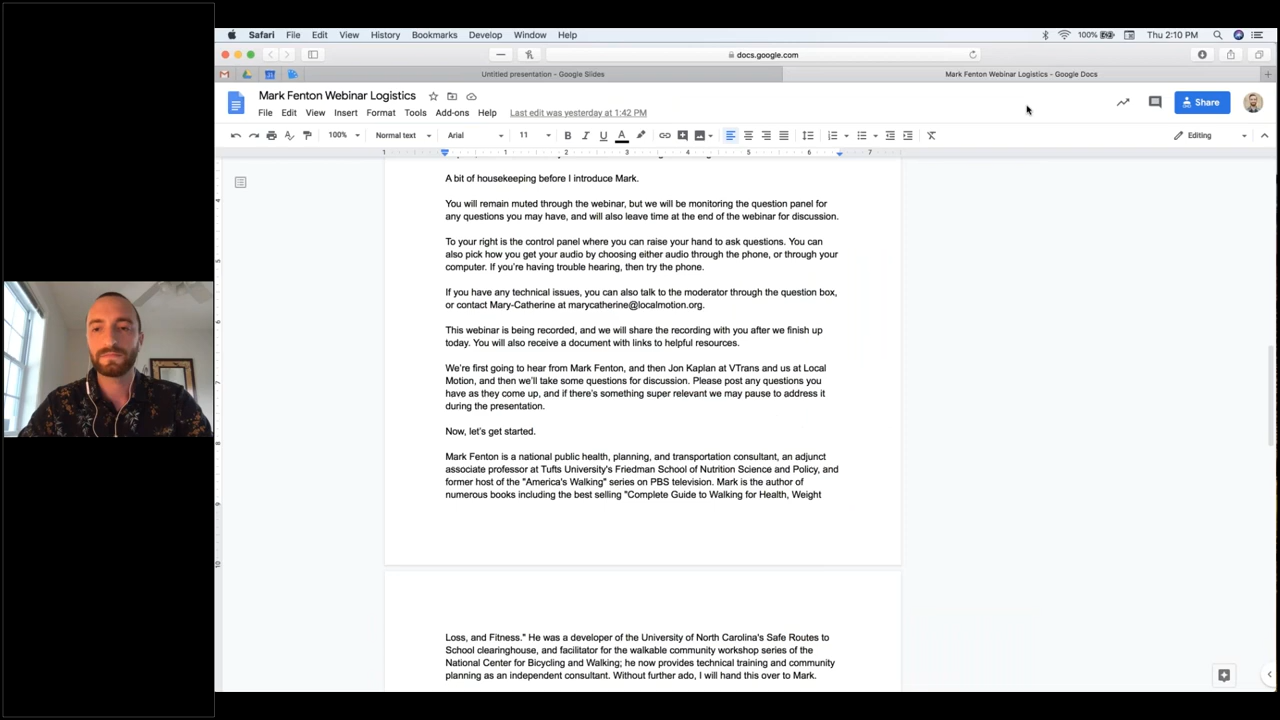 Safari File Edit View History Bookmarks Develop Window Help 100% Thu 2:10 PM
docs.google.com
Untitled presentation - Google Slides Mark Fenton Webinar Logistics - Google Docs
Mark Fenton Webinar Logistics
File Edit View Insert Format Tools Add-ons Help Last edit was yesterday at 1:42 PM
Share
100% Normal text Arial 11 B I U A Editing
1 1 2 3 4 5 6 7
A bit of housekeeping before I introduce Mark.
You will remain muted through the webinar, but we will be monitoring the question panel for
any questions you may have, and will also leave time at the end of the webinar for discussion.
To your right is the control panel where you can raise your hand to ask questions. You can
also pick how you get your audio by choosing either audio through the phone, or through your
computer. If you're having trouble hearing, then try the phone.
If you have any technical issues, you can also talk to the moderator through the question box,
or contact Mary-Catherine at marycatherine@localmotion.org.
This webinar is being recorded, and we will share the recording with you after we finish up
today. You will also receive a document with links to helpful resources.
We're first going to hear from Mark Fenton, and then Jon Kaplan at VTrans and us at Local
Motion, and then we'll take some questions for discussion. Please post any questions you
have as they come up, and if there's something super relevant we may pause to address it
during the presentation.
Now, let's get started.
Mark Fenton is a national public health, planning, and transportation consultant, an adjunct
associate professor at Tufts University's Friedman School of Nutrition Science and Policy, and
former host of the "America's Walking" series on PBS television. Mark is the author of
numerous books including the best selling "Complete Guide to Walking for Health, Weight
Loss, and Fitness." He was a developer of the University of North Carolina's Safe Routes to
School clearinghouse, and facilitator for the walkable community workshop series of the
National Center for Bicycling and Walking; he now provides technical training and community
planning as an independent consultant. Without further ado, I will hand this over to Mark.